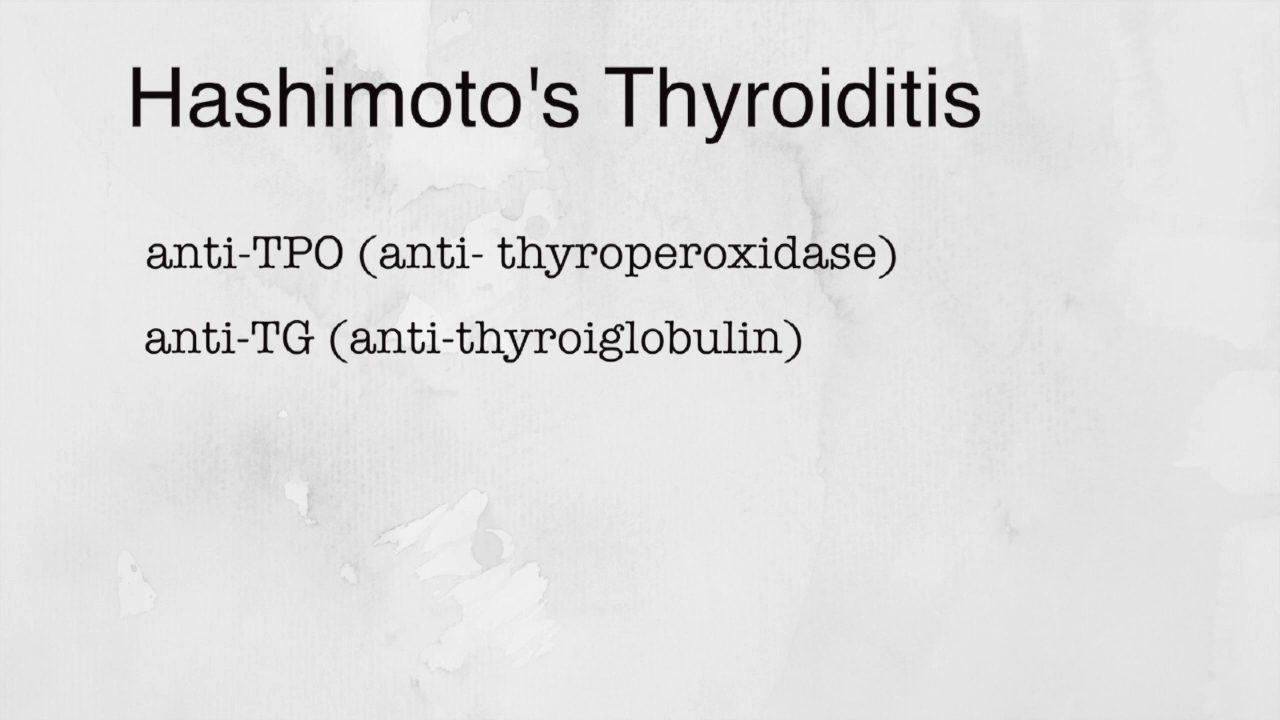 Hashimoto's Thyroiditis
anti-TPO (anti- thyroperoxidase)
anti-TG (anti-thyroiglobulin)